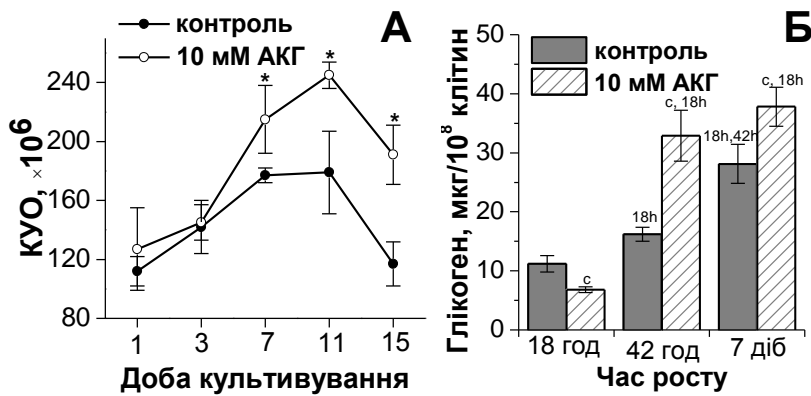 А
контроль
10 мМ АКГ
КУО, ×10⁶
240
200
160
120
80
* * *
1 3 7 11 15
Доба культивування
Б
контроль
10 мМ АКГ
Глікоген, мкг/10⁸ клітин
50
40
30
20
10
0
c, 18h
18h,42h
c, 18h
18h
c
18 год 42 год 7 діб
Час росту